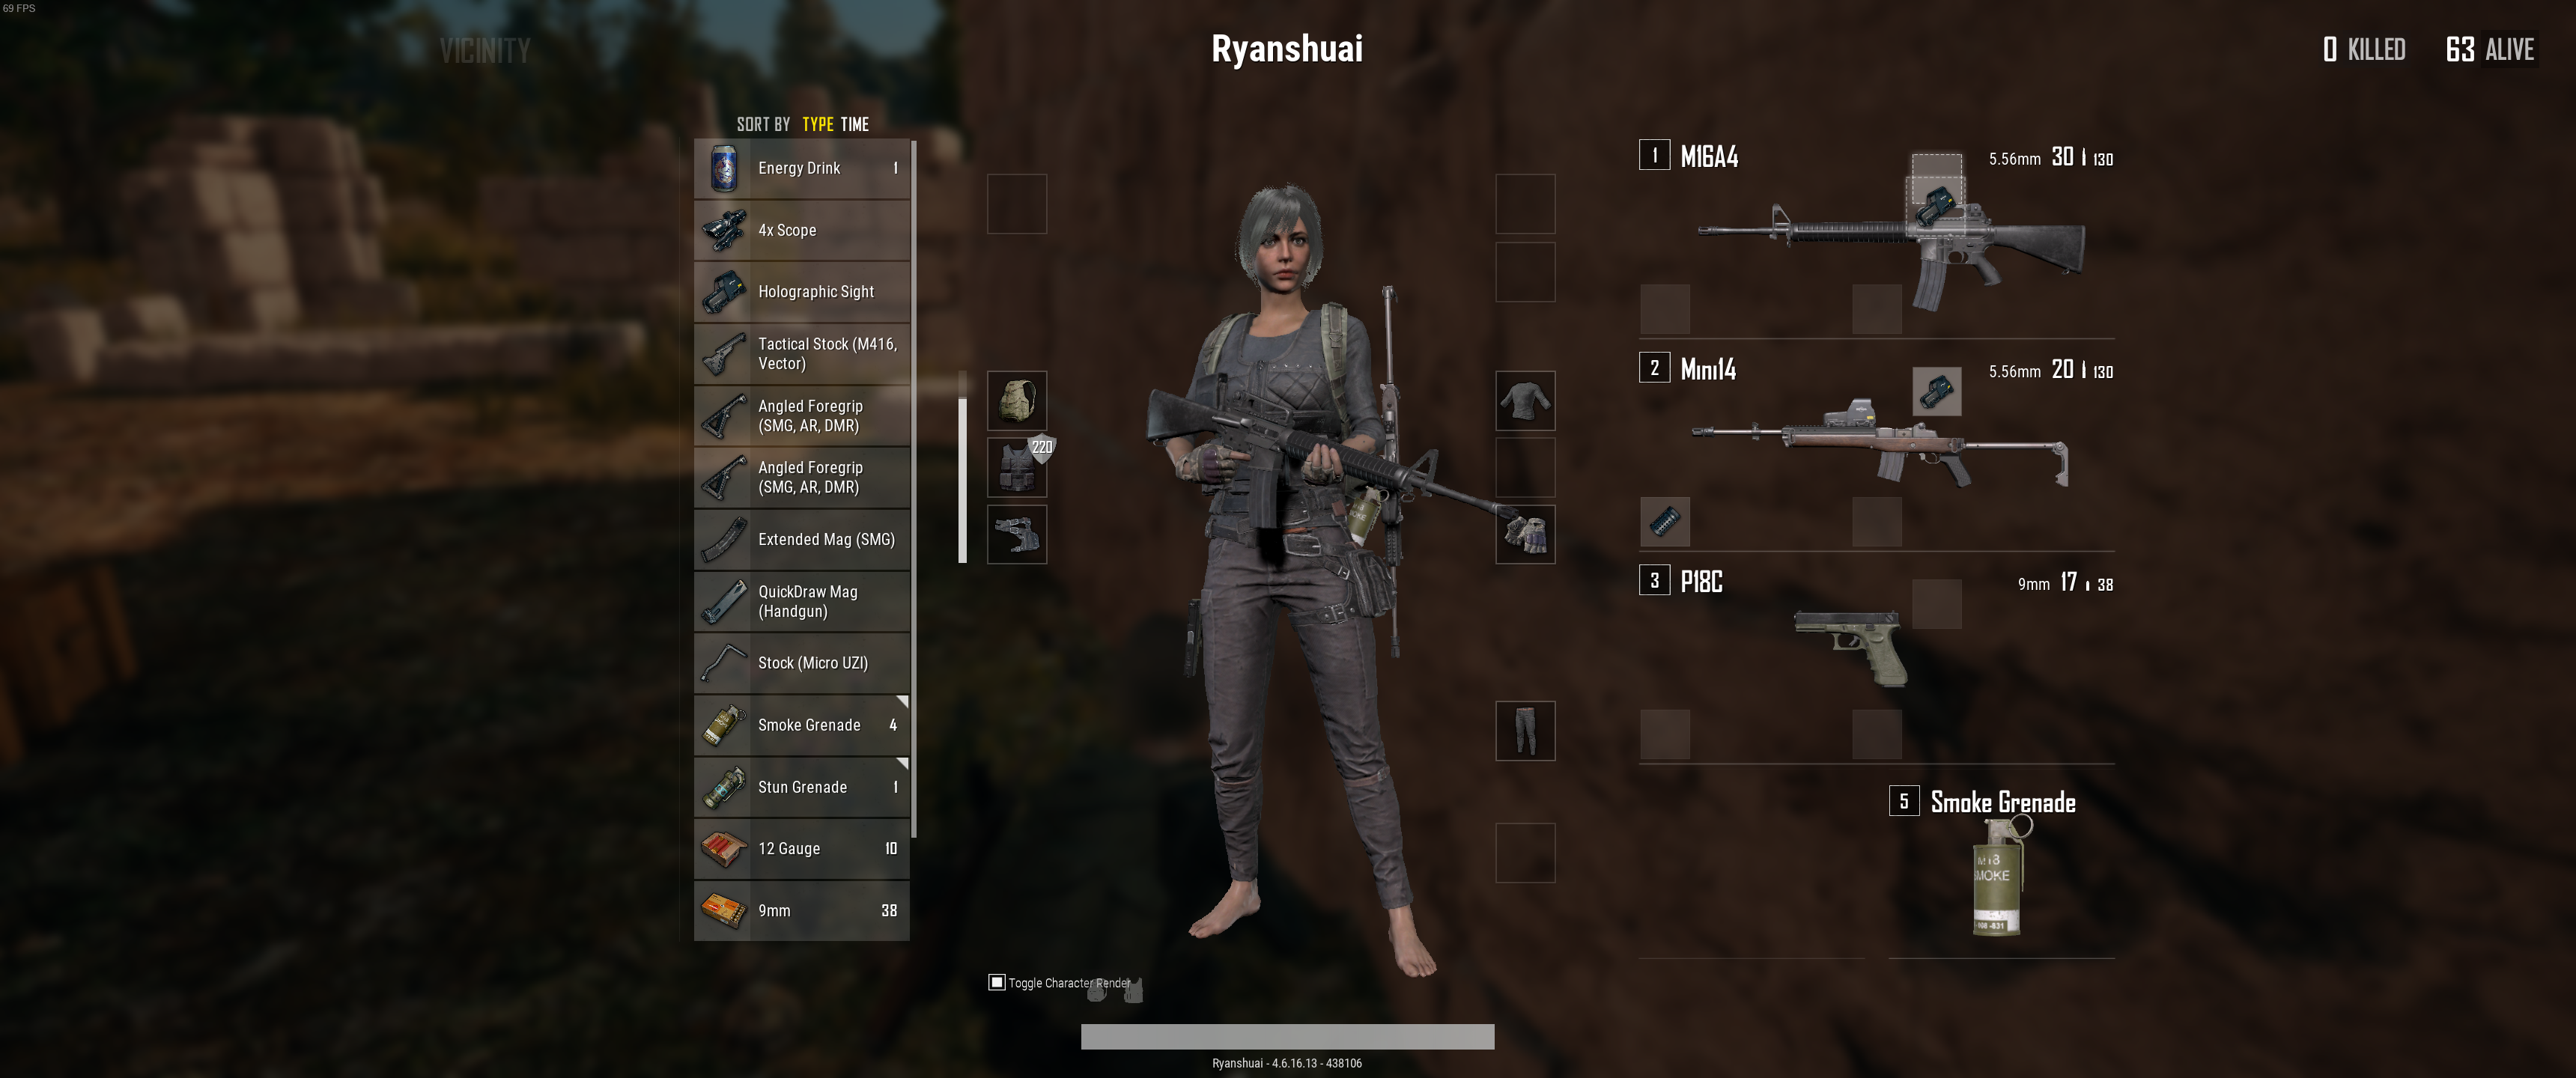 69 FPS
VICINITY
Ryanshuai
0 KILLED 63 ALIVE
SORT BY TYPE TIME
Energy Drink 1
4x Scope
Holographic Sight
Tactical Stock (M416,
Vector)
Angled Foregrip
(SMG, AR, DMR)
Angled Foregrip
(SMG, AR, DMR)
Extended Mag (SMG)
QuickDraw Mag
(Handgun)
Stock (Micro UZI)
Smoke Grenade 4
Stun Grenade 1
12 Gauge 10
9mm 38
220
1 M16A4 5.56mm 30 130
2 Mini14 5.56mm 20 130
3 P18C 9mm 17 38
5 Smoke Grenade
SMOKE
Toggle Character Render
Ryanshuai - 4.6.16.13 - 438106